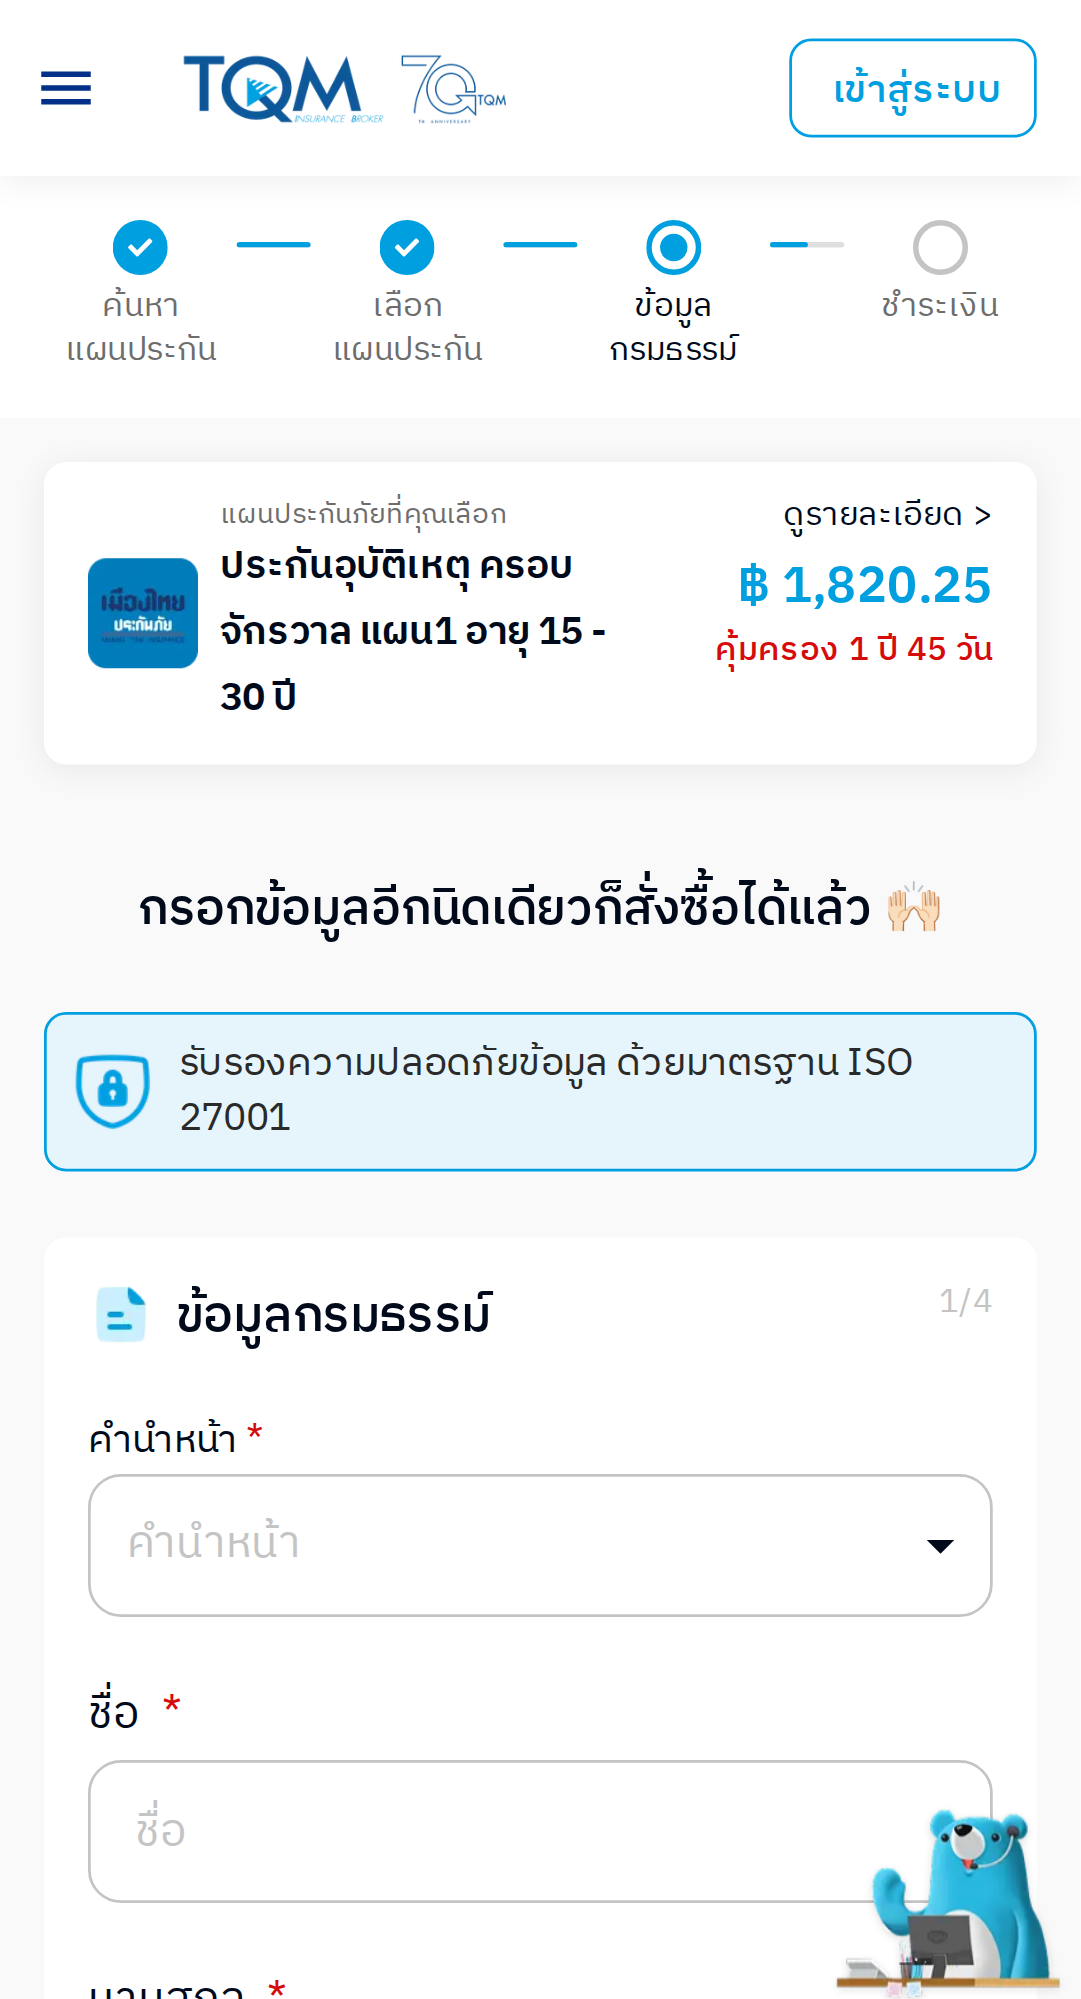 TQM
INSURANCE BROKER
70 TQM
TH ANNIVERSARY
เข้าสู่ระบบ
ค้นหา
แผนประกัน
เลือก
แผนประกัน
ข้อมูล
กรมธรรม์
ชำระเงิน
แผนประกันภัยที่คุณเลือก
ดูรายละเอียด >
เมืองไทย
ประกันภัย
ประกันอุบัติเหตุ ครอบ
จักรวาล แผน1 อายุ 15 -
30 ปี
฿ 1,820.25
คุ้มครอง 1 ปี 45 วัน
กรอกข้อมูลอีกนิดเดียวก็สั่งซื้อได้แล้ว 🙌🏻
รับรองความปลอดภัยข้อมูล ด้วยมาตรฐาน ISO
27001
ข้อมูลกรมธรรม์
1/4
คำนำหน้า *
คำนำหน้า
ชื่อ *
ชื่อ
นามสกุล *